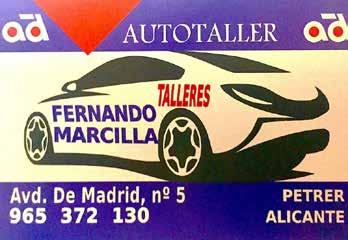 ad AUTOTALLER ad
TALLERES
FERNANDO
MARCILLA
Avd. De Madrid, nº 5 PETRER
965 372 130 ALICANTE